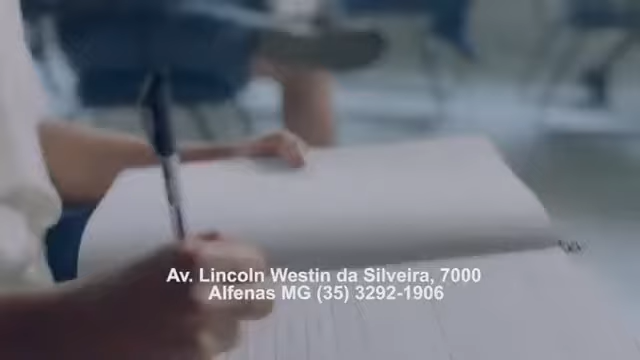 Av. Lincoln Westin da Silveira, 7000
Alfenas MG (35) 3292-1906